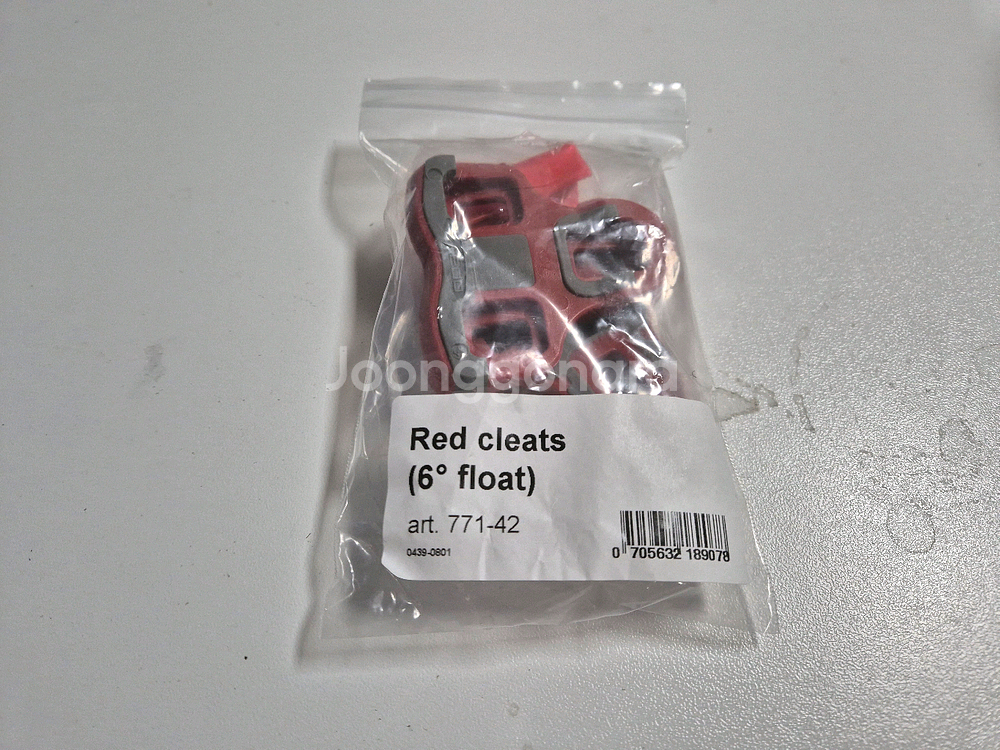 Joonggonara
Red cleats
(6° float)
art. 771-42
0439-0801
0 705632 189078